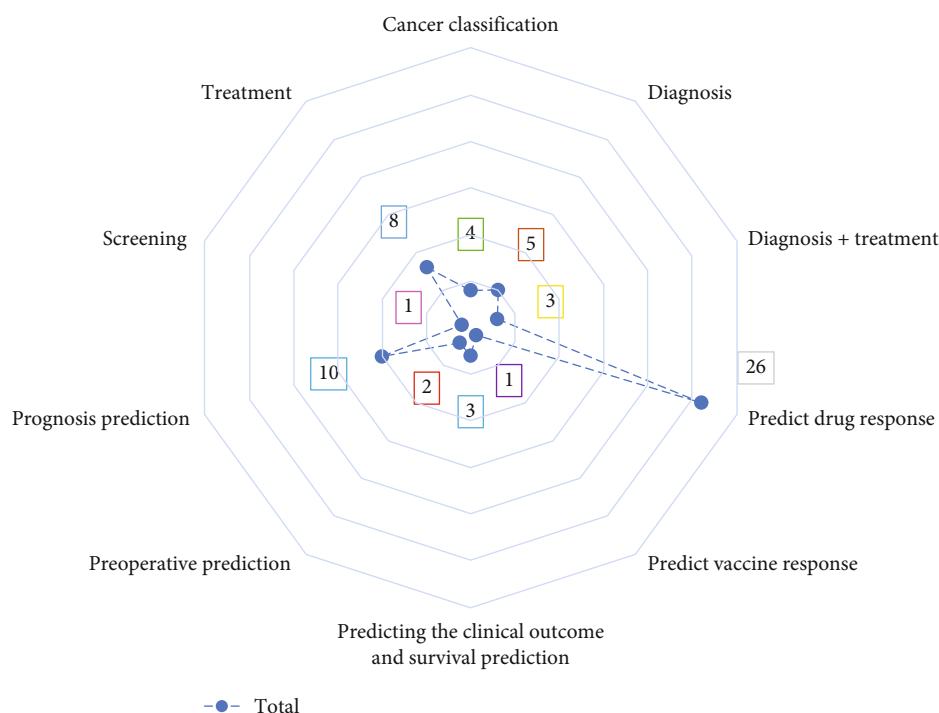 Cancer classification
Treatment
Diagnosis
8
4
5
Screening
Diagnosis + treatment
1
3
10
26
2
1
3
Prognosis prediction
Predict drug response
Preoperative prediction
Predict vaccine response
Predicting the clinical outcome
and survival prediction
Total